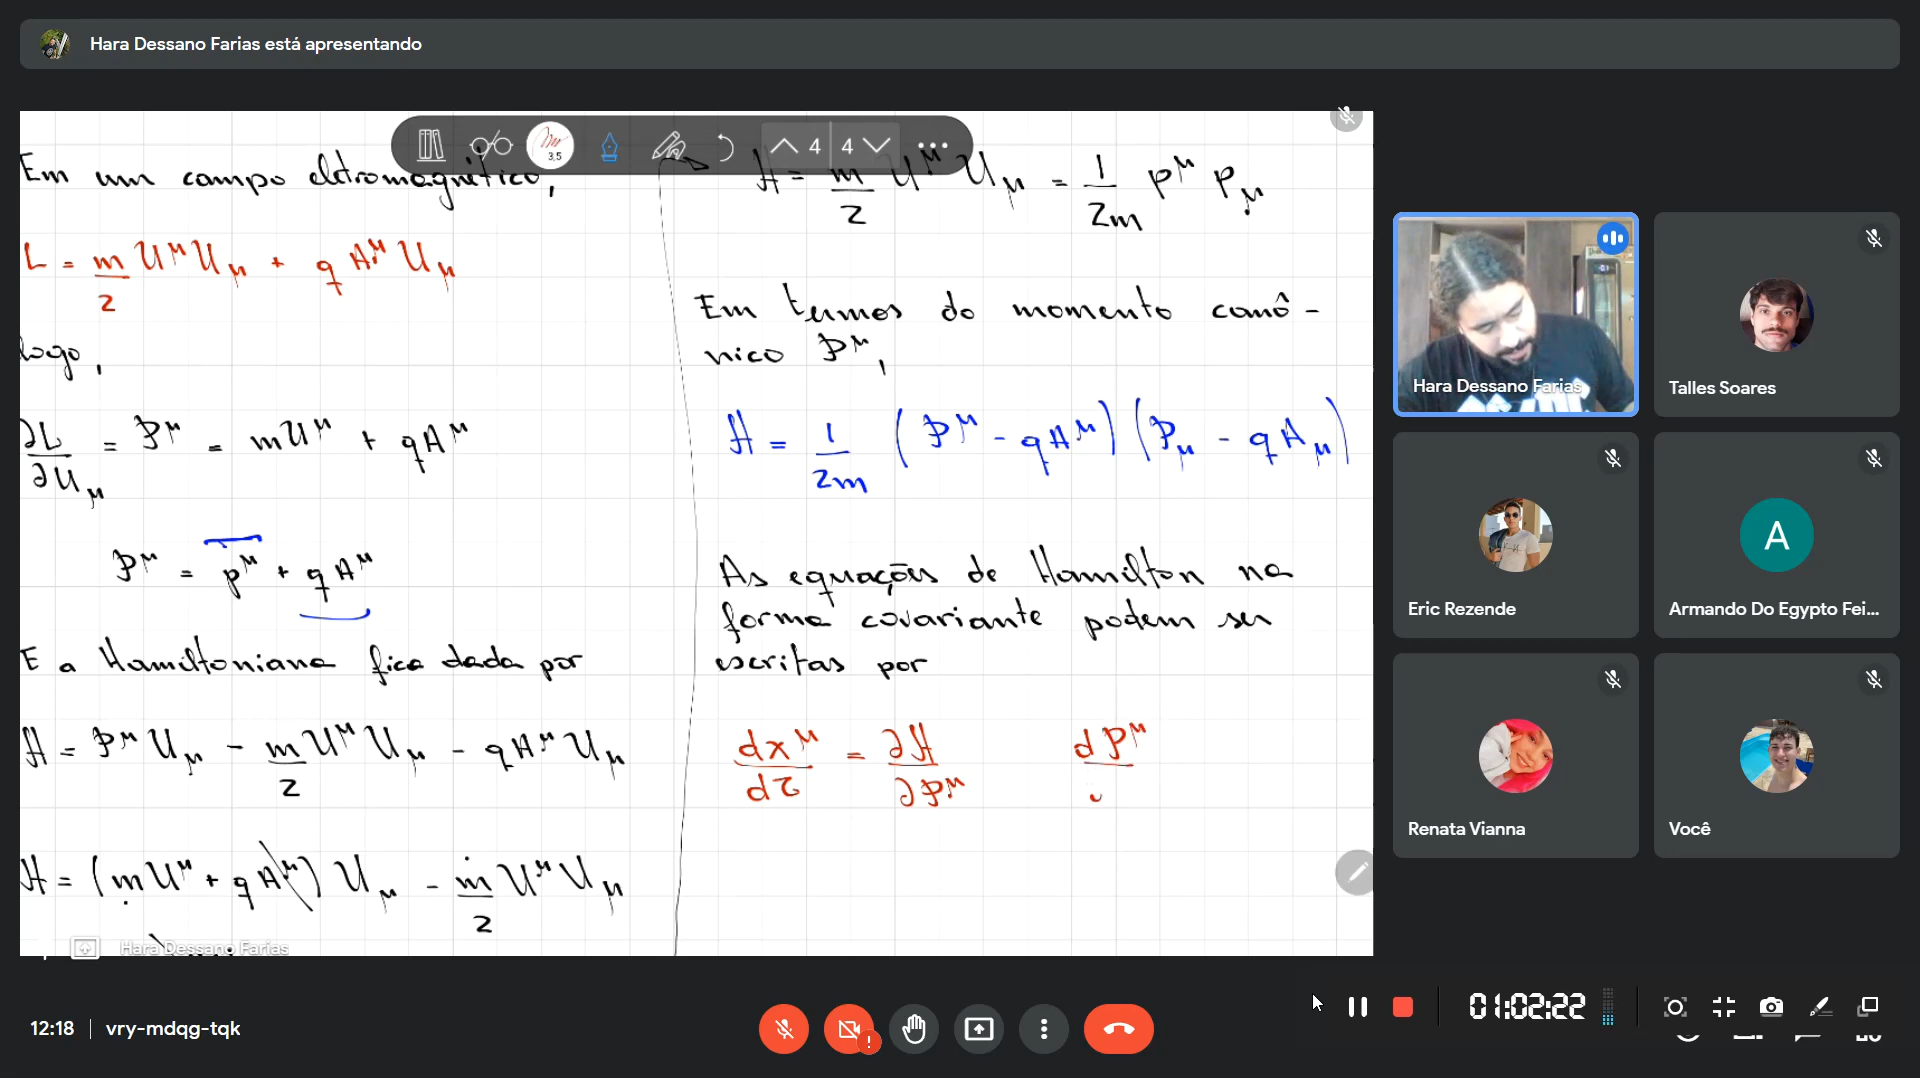 Hara Dessano Farias está apresentando
3,5
4
4
Em um campo eletromagnético,
L = m/2 U^μ U_μ + q A^μ U_μ
logo,
∂L/∂U_μ = P^μ = mU^μ + qA^μ
P^μ = p^μ + qA^μ
E a Hamiltoniana fica dada por
H = P^μ U_μ - m/2 U^μ U_μ - qA^μ U_μ
H = (mU^μ + qA^μ) U_μ - m/2 U^μ U_μ
H = m/2 U^μ U_μ = 1/2m p^μ p_μ
Em termos do momento canô-
nico P^μ,
H = 1/2m (P^μ - qA^μ)(P_μ - qA_μ)
As equações de Hamilton na
forma covariante podem ser
escritas por
dx^μ/dτ = ∂H/∂P^μ dP^μ
Hara Dessano Farias
Hara Dessano Farias
Talles Soares
Eric Rezende
A
Armando Do Egypto Fei...
Renata Vianna
Você
12:18 | vry-mdqg-tqk
!
01:02:22